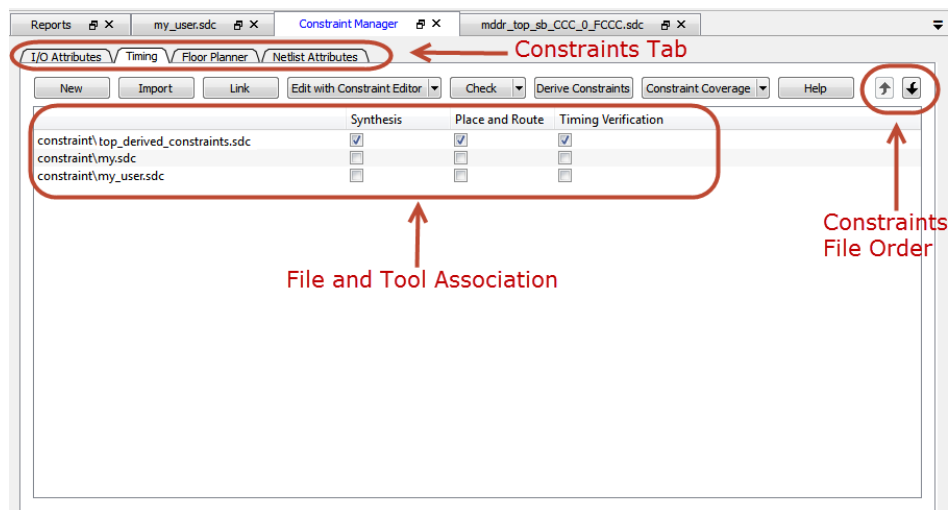 Reports my_user.sdc Constraint Manager mddr_top_sb_CCC_0_FCCC.sdc
Constraints Tab
I/O Attributes Timing Floor Planner Netlist Attributes
New Import Link Edit with Constraint Editor Check Derive Constraints Constraint Coverage Help
Synthesis Place and Route Timing Verification
constraint\top_derived_constraints.sdc
constraint\my.sdc
constraint\my_user.sdc
Constraints
File Order
File and Tool Association